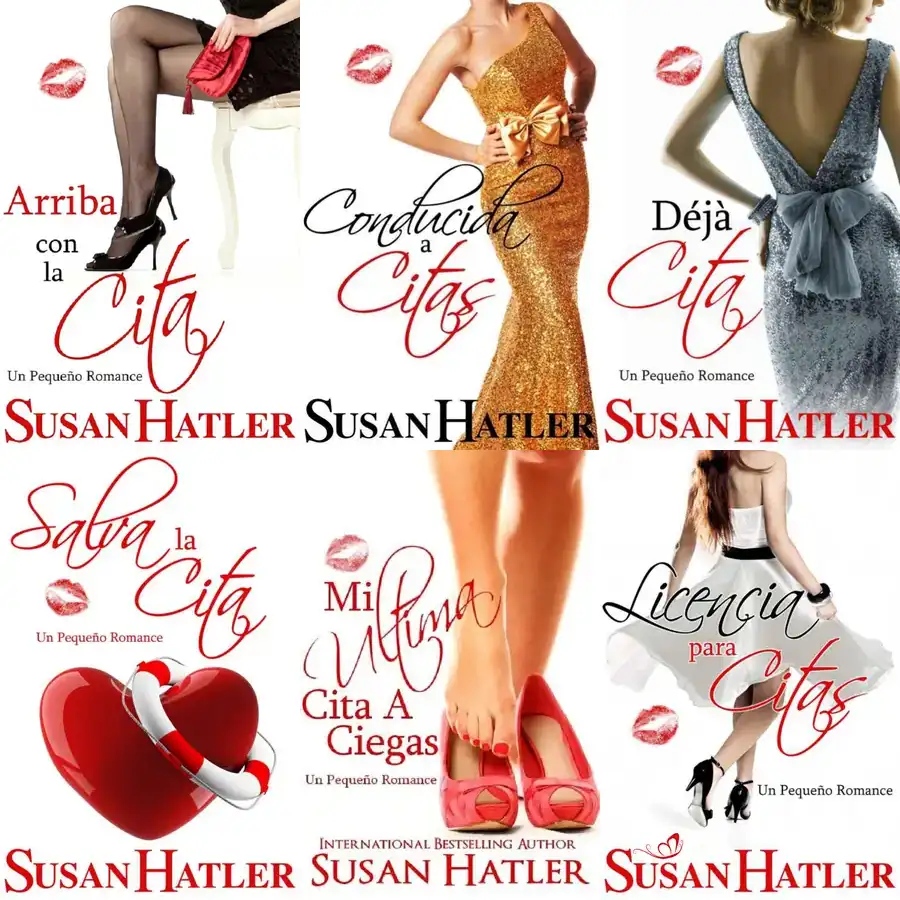 Arriba
con
la
Cita
Un Pequeño Romance
SUSAN HATLER
Conducida
a
Citas
SUSAN HATLER
Déjà
Cita
Un Pequeño Romance
SUSAN HATLER
Salva la
Cita
Un Pequeño Romance
SUSAN HATLER
Mi
Ultima
Cita A
Ciegas
Un Pequeño Romance
INTERNATIONAL BESTSELLING AUTHOR
SUSAN HATLER
Licencia
para
Citas
Un Pequeño Romance
SUSAN HATLER